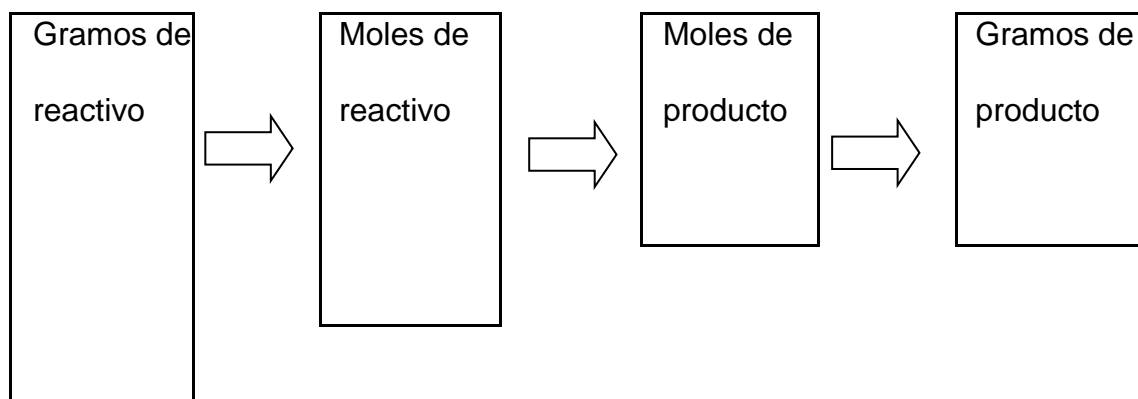 Gramos de
reactivo
Moles de
reactivo
Moles de
producto
Gramos de
producto